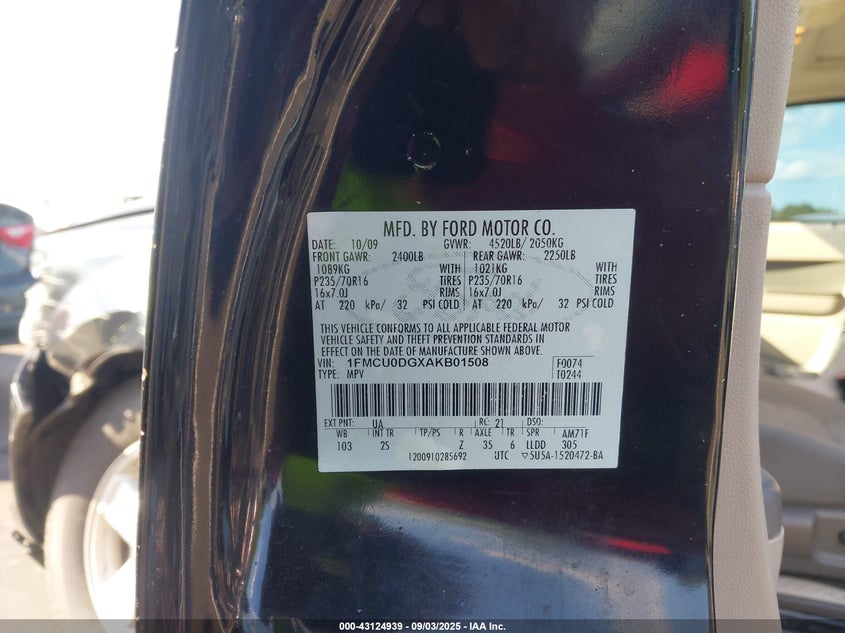 MFD. BY FORD MOTOR CO.
DATE: 10/09 GVWR: 4520LB/ 2050KG
FRONT GAWR: 2400LB REAR GAWR: 2250LB
1089KG WITH 1021KG WITH
P235/70R16 TIRES P235/70R16 TIRES
16x7.0J RIMS 16x7.0J RIMS
AT 220 kPa/ 32 PSI COLD AT 220 kPa/ 32 PSI COLD
THIS VEHICLE CONFORMS TO ALL APPLICABLE FEDERAL MOTOR
VEHICLE SAFETY AND THEFT PREVENTION STANDARDS IN
EFFECT ON THE DATE OF MANUFACTURE SHOWN ABOVE.
VIN: 1FMCU0DGXAKB01508 F0074
TYPE: MPV T0244
EXT PNT: UA RC: 21 DSO:
WB INT TR TP/PS R AXLE TR SPR AM71F
103 2S Z 35 6 LLDD 305
1200910285692 UTC ▽5U5A-1520472-BA
000-43124939 - 09/03/2025 - IAA Inc.